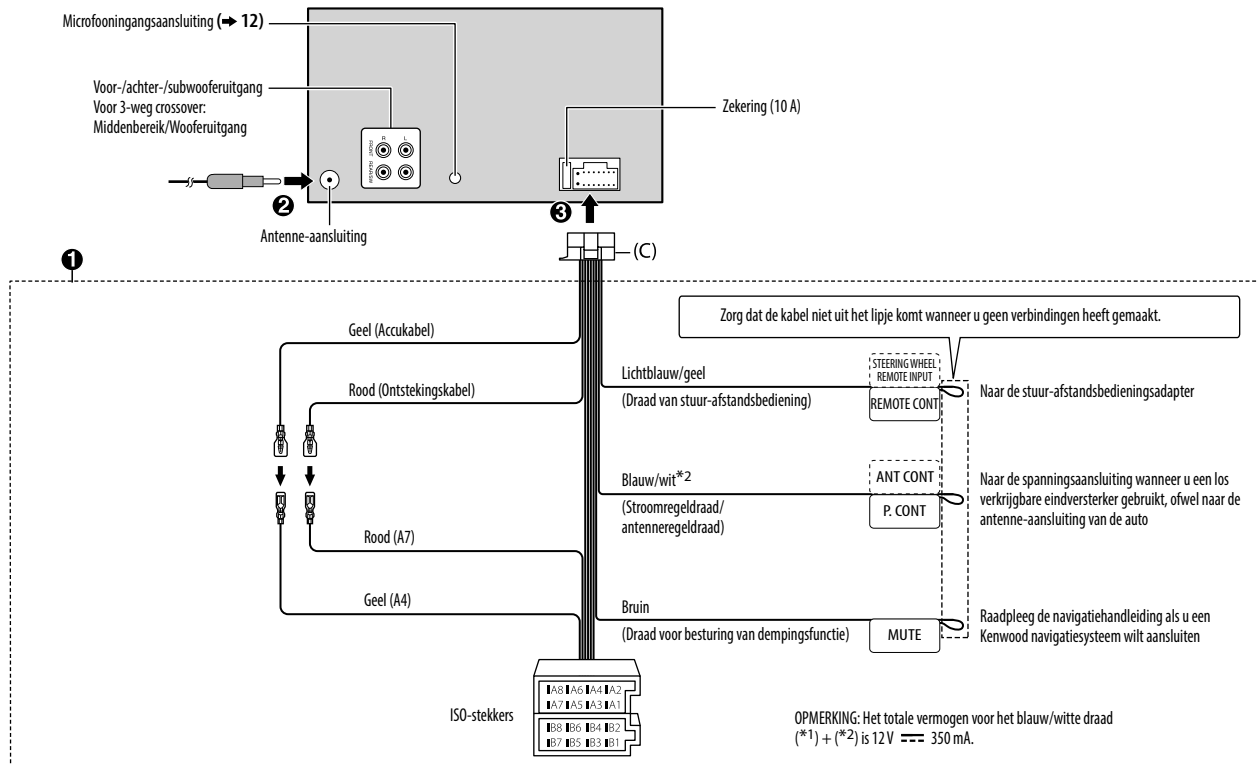 Microfooningangsaansluiting (➜ 12)
Voor-/achter-/subwooferuitgang
Voor 3-weg crossover:
Middenbereik/Wooferuitgang
Zekering (10 A)
R L
FRONT
REAR/SW
❷
❸
Antenne-aansluiting
(C)
❶
Zorg dat de kabel niet uit het lipje komt wanneer u geen verbindingen heeft gemaakt.
Geel (Accukabel)
Rood (Ontstekingskabel)
Lichtblauw/geel
(Draad van stuur-afstandsbediening)
STEERING WHEEL
REMOTE INPUT
REMOTE CONT
Naar de stuur-afstandsbedieningsadapter
Blauw/wit*2
(Stroomregeldraad/
antenneregeldraad)
ANT CONT
P. CONT
Naar de spanningsaansluiting wanneer u een los
verkrijgbare eindversterker gebruikt, ofwel naar de
antenne-aansluiting van de auto
Rood (A7)
Geel (A4)
Bruin
(Draad voor besturing van dempingsfunctie)
MUTE
Raadpleeg de navigatiehandleiding als u een
Kenwood navigatiesysteem wilt aansluiten
ISO-stekkers
A8 A6 A4 A2
A7 A5 A3 A1
B8 B6 B4 B2
B7 B5 B3 B1
OPMERKING: Het totale vermogen voor het blauw/witte draad
(*1) + (*2) is 12 V ⎓ 350 mA.